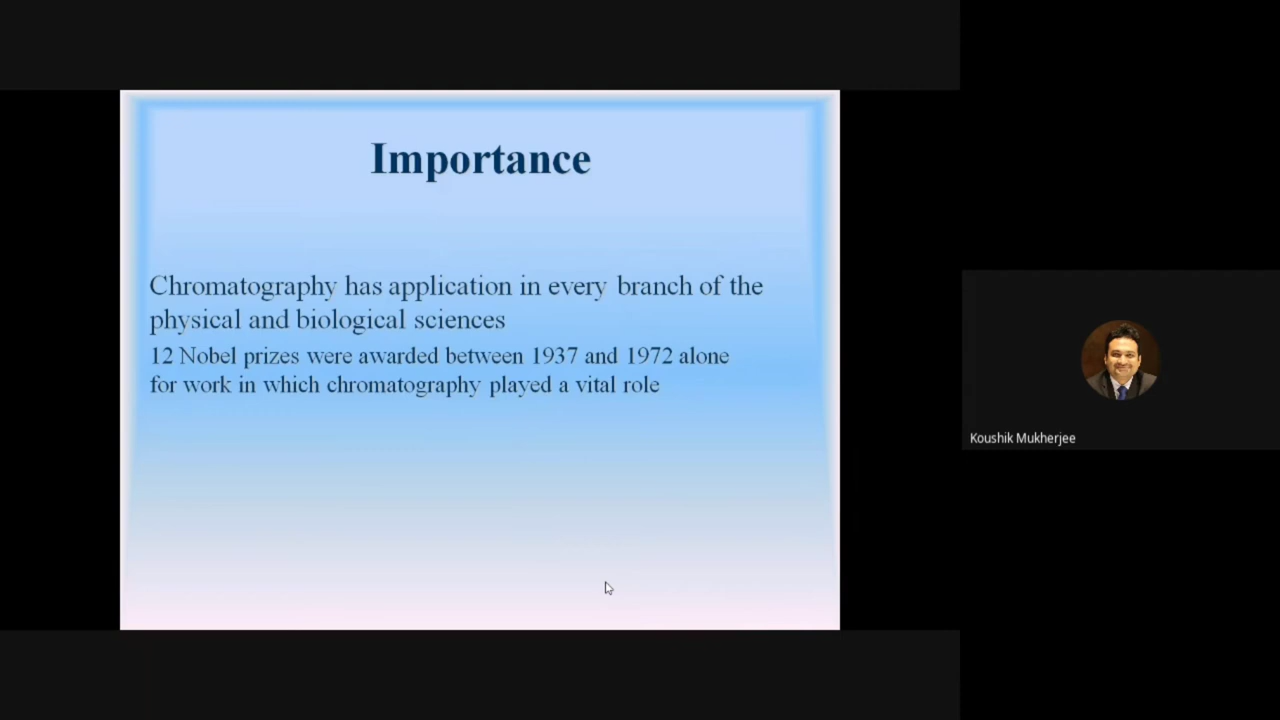 Importance
Chromatography has application in every branch of the
physical and biological sciences
12 Nobel prizes were awarded between 1937 and 1972 alone
for work in which chromatography played a vital role
Koushik Mukherjee